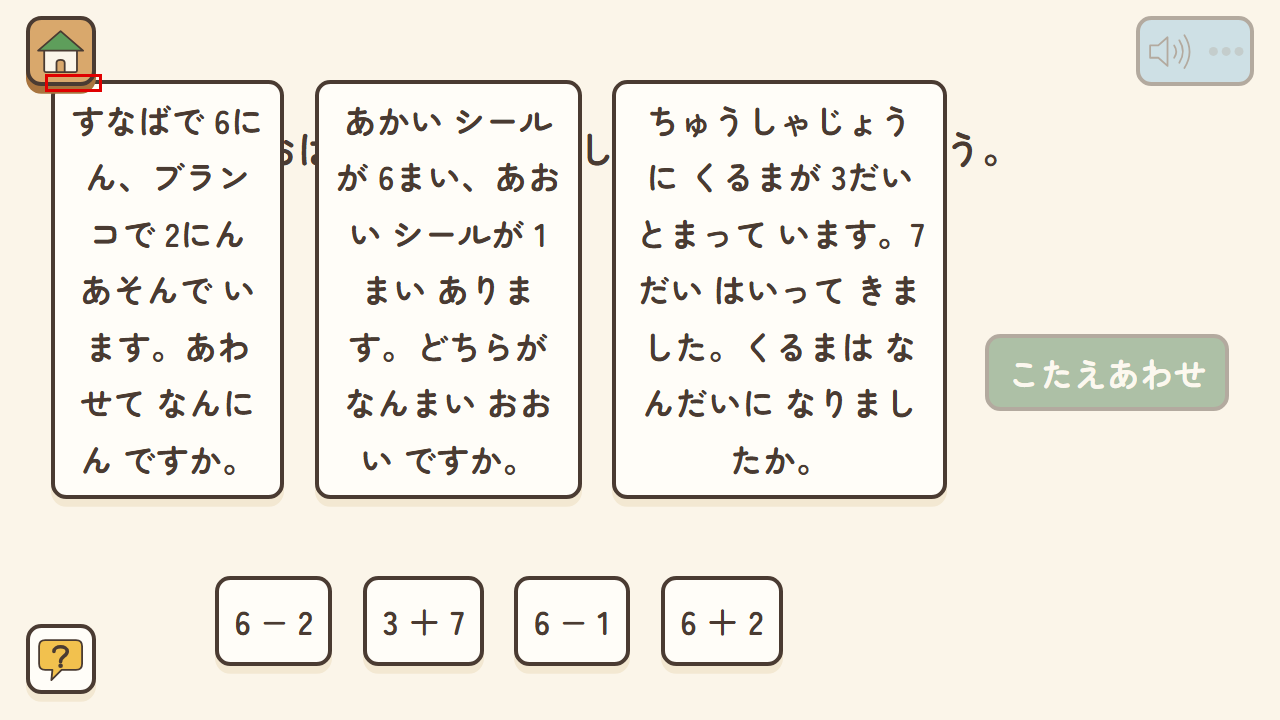 すなばで 6に
ん、ブラン
コで 2にん
あそんで い
ます。あわ
せて なんに
ん ですか。
あかい シール
が 6まい、あお
い シールが 1
まい ありま
す。どちらが
なんまい おお
い ですか。
ちゅうしゃじょう
に くるまが 3だい
とまって います。7
だい はいって きま
した。くるまは な
んだいに なりまし
たか。
う。
こたえあわせ
6 − 2
3 + 7
6 − 1
6 + 2
?